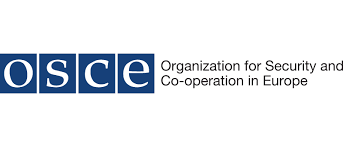 osce Organization for Security and
Co-operation in Europe